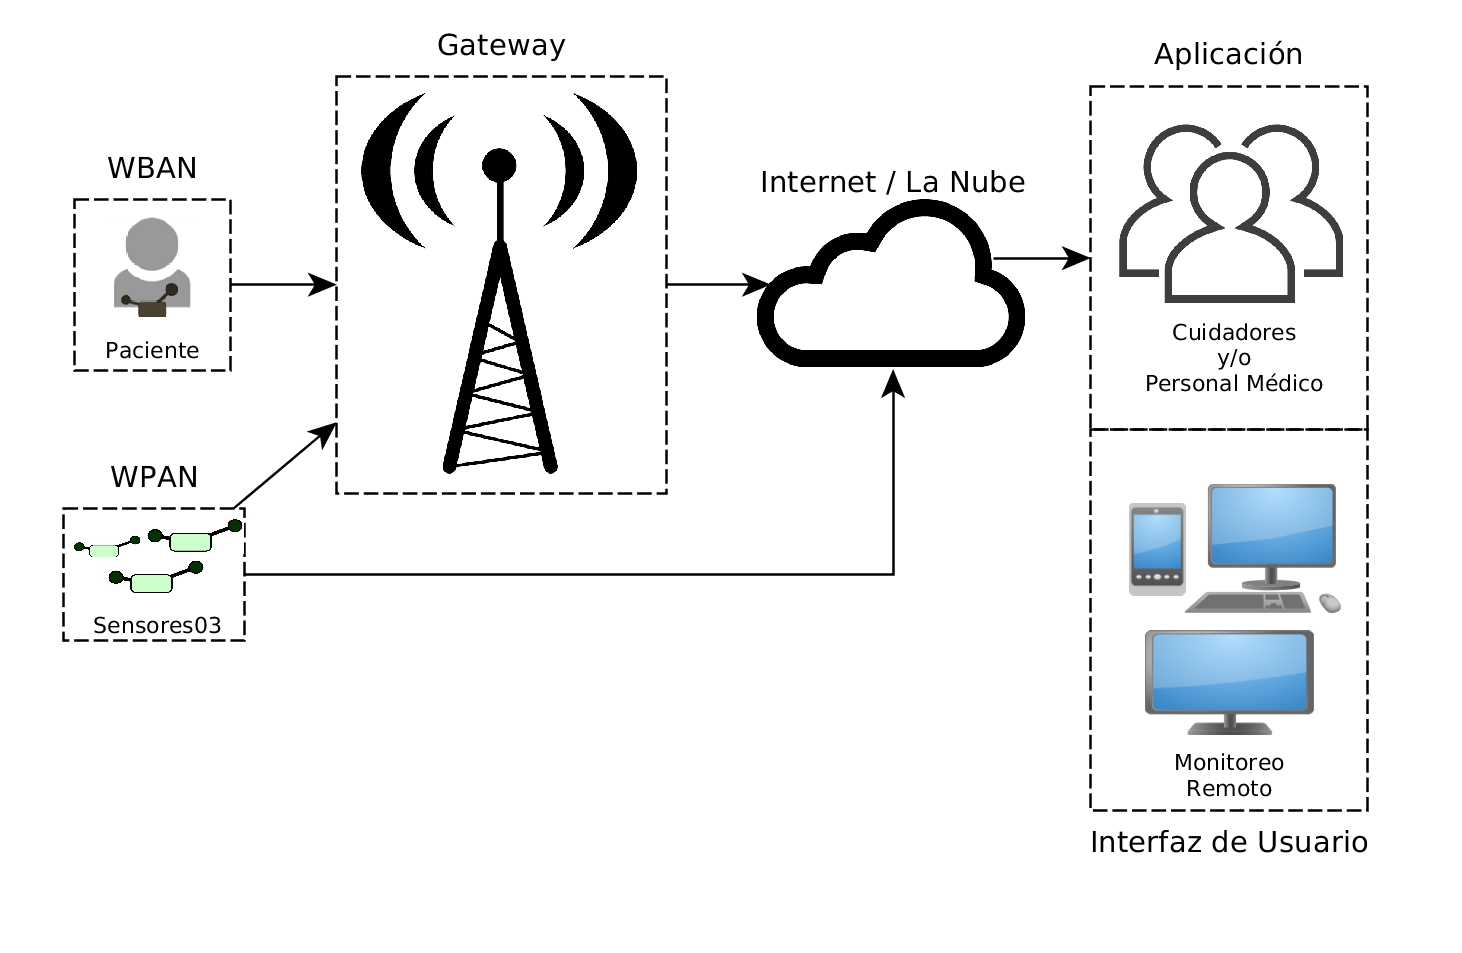 Gateway
Aplicación
WBAN
Internet / La Nube
Paciente
Cuidadores
y/o
Personal Médico
WPAN
Sensores03
Monitoreo
Remoto
Interfaz de Usuario